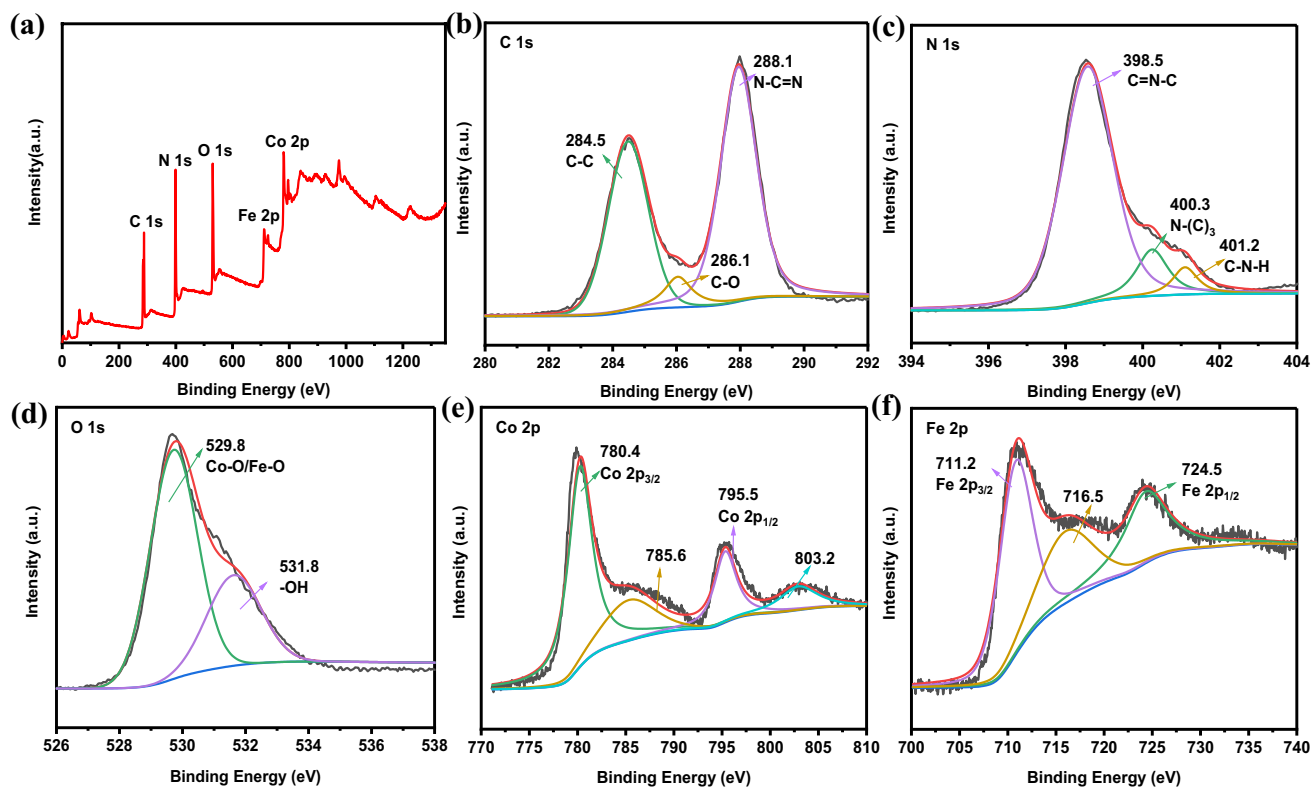 (a)
Intensity(a.u.)
C 1s
N 1s
O 1s
Fe 2p
Co 2p
0 200 400 600 800 1000 1200
Binding Energy (eV)
(b)
C 1s
Intensity (a.u.)
284.5
C-C
286.1
C-O
288.1
N-C=N
280 282 284 286 288 290 292
Binding Energy (eV)
(c)
N 1s
Intensity (a.u.)
398.5
C=N-C
400.3
N-(C)₃
401.2
C-N-H
394 396 398 400 402 404
Binding Energy (eV)
(d)
O 1s
Intensity (a.u.)
529.8
Co-O/Fe-O
531.8
-OH
526 528 530 532 534 536 538
Binding Energy (eV)
(e)
Co 2p
Intensity (a.u.)
780.4
Co 2p₃/₂
785.6
795.5
Co 2p₁/₂
803.2
770 775 780 785 790 795 800 805 810
Binding Energy (eV)
(f)
Fe 2p
Intensity (a.u.)
711.2
Fe 2p₃/₂
716.5
724.5
Fe 2p₁/₂
700 705 710 715 720 725 730 735 740
Binding Energy (eV)